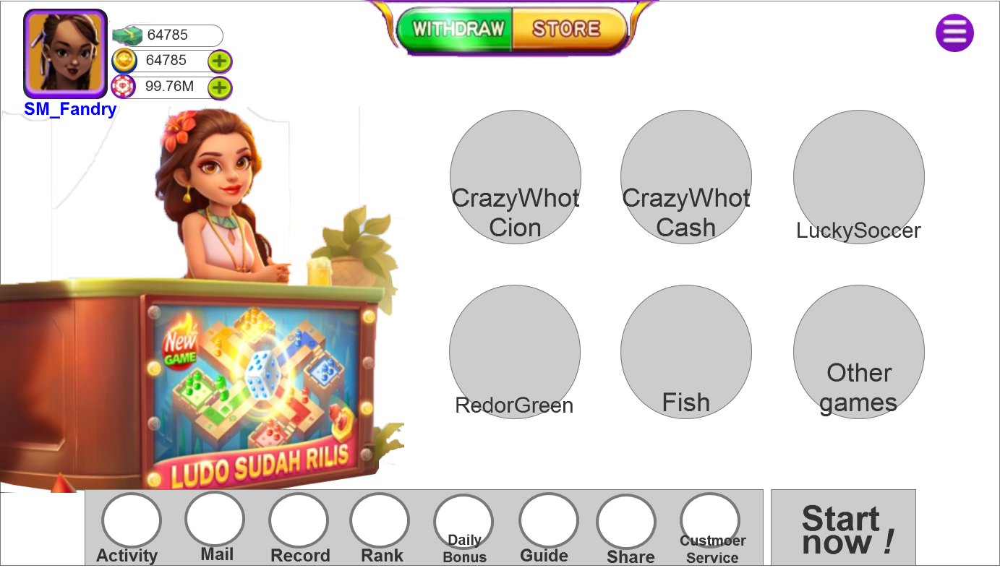 64785
WITHDRAW STORE
64785
99.76M
SM_Fandry
CrazyWhot
Cion
CrazyWhot
Cash
LuckySoccer
New
GAME
RedorGreen
Fish
Other
games
LUDO SUDAH RILIS
Activity
Mail
Record
Rank
Daily
Bonus
Guide
Share
Custmoer
Service
Start
now !